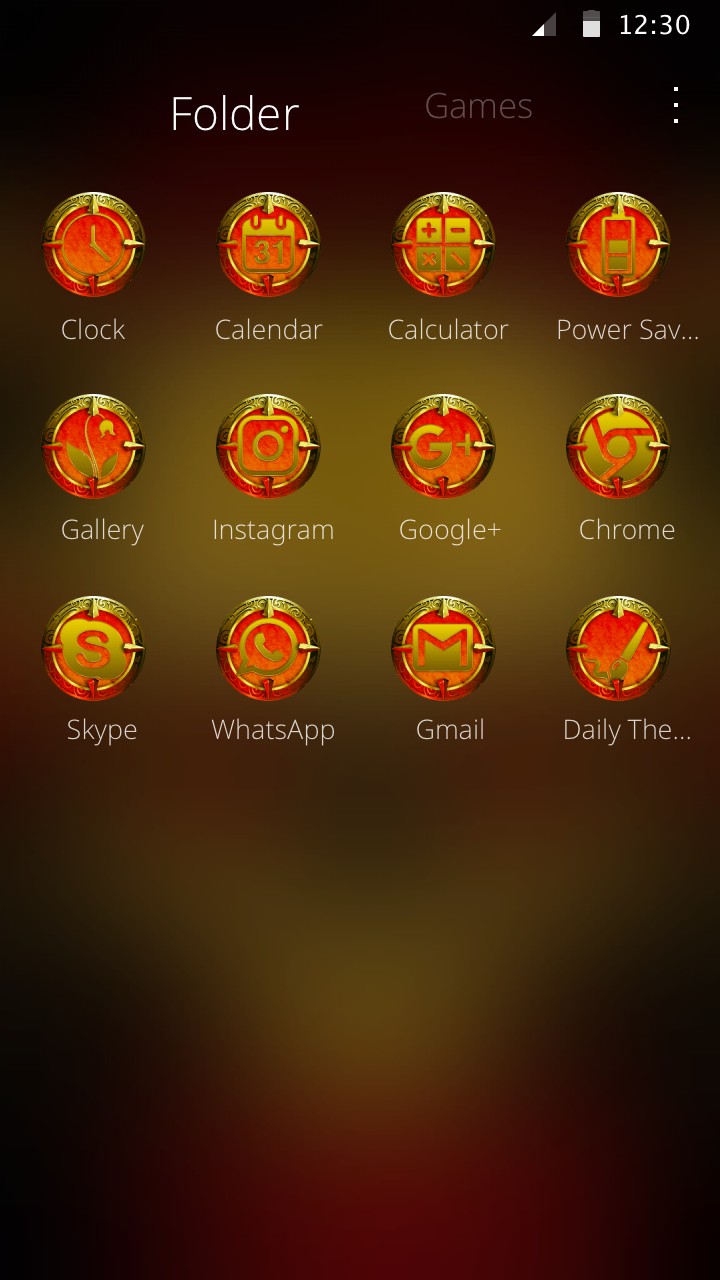 12:30
Folder Games
31
Clock Calendar Calculator Power Sav...
G+
Gallery Instagram Google+ Chrome
S M
Skype WhatsApp Gmail Daily The...